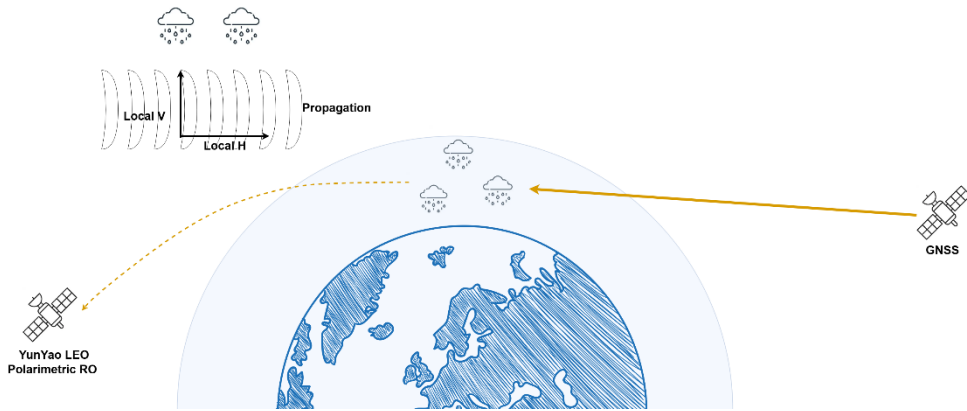 Local V
Propagation
Local H
GNSS
YunYao LEO
Polarimetric RO